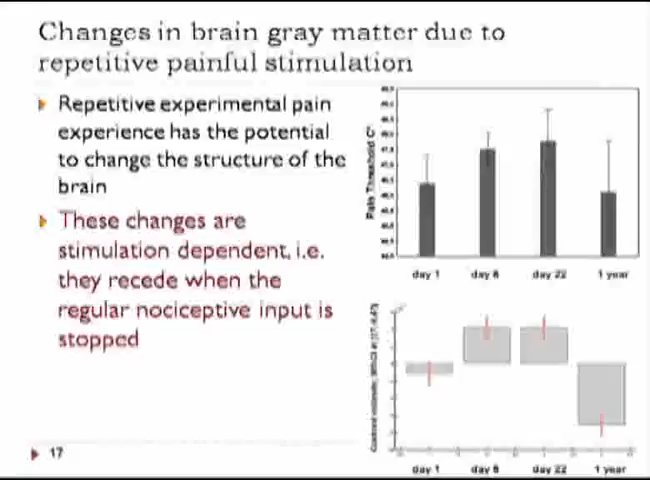 Changes in brain gray matter due to
repetitive painful stimulation
Repetitive experimental pain
experience has the potential
to change the structure of the
brain
These changes are
stimulation dependent, i.e.
they recede when the
regular nociceptive input is
stopped
Pain Threshold C°
day 1 day 8 day 22 1 year
day 1 day 8 day 22 1 year
17